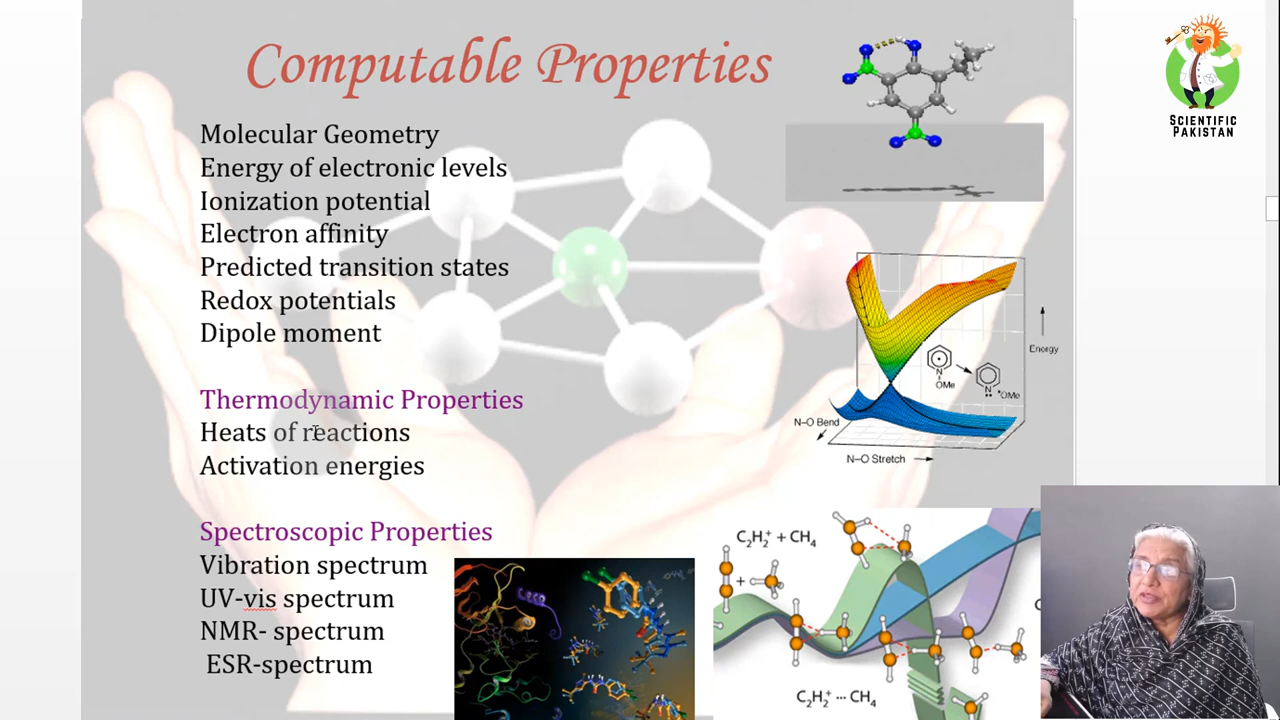 Computable Properties
Molecular Geometry
Energy of electronic levels
Ionization potential
Electron affinity
Predicted transition states
Redox potentials
Dipole moment
Thermodynamic Properties
Heats of reactions
Activation energies
Spectroscopic Properties
Vibration spectrum
UV-vis spectrum
NMR- spectrum
ESR-spectrum
SCIENTIFIC
PAKISTAN
Energy
N
OMe
N
•OMe
N–O Bend
N–O Stretch
C₂H₂⁺ + CH₄
+
C₂H₂⁺ ··· CH₄